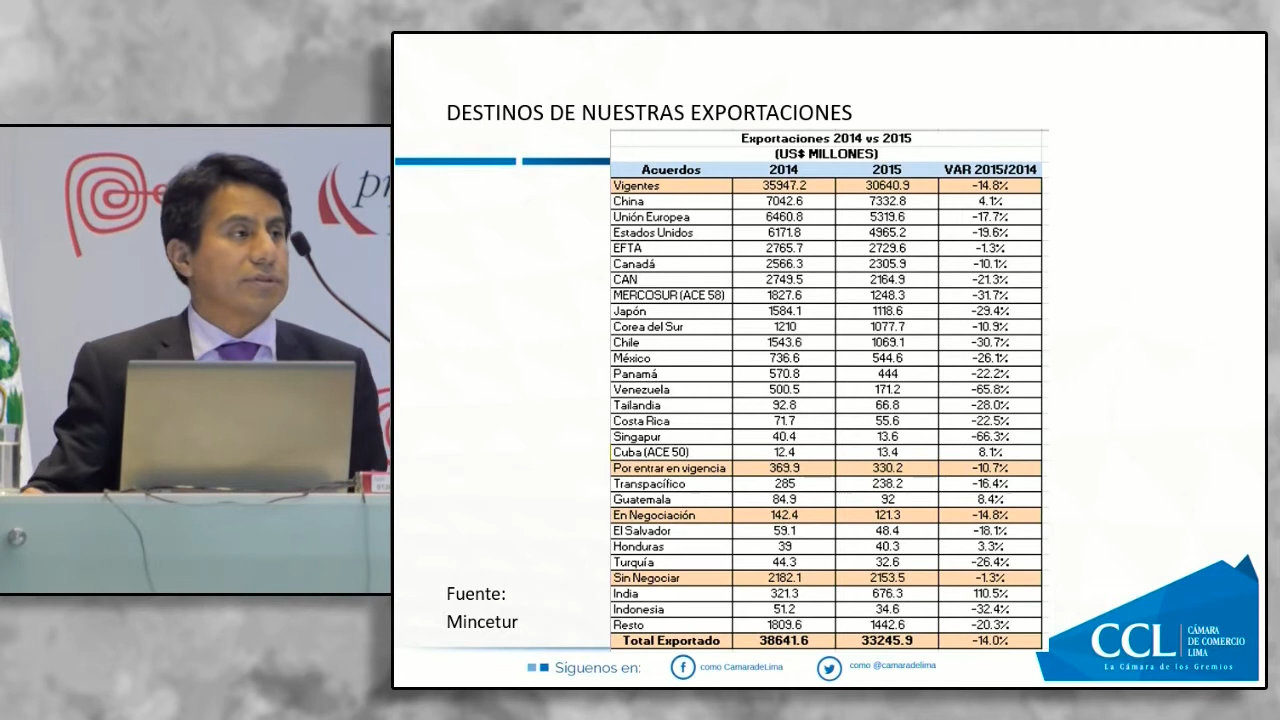 DESTINOS DE NUESTRAS EXPORTACIONES
Exportaciones 2014 vs 2015
(US$ MILLONES)
Acuerdos 2014 2015 VAR 2015/2014
Vigentes 35947.2 30640.9 -14.8%
China 7042.6 7332.8 4.1%
Unión Europea 6460.8 5319.6 -17.7%
Estados Unidos 6171.8 4965.2 -19.6%
EFTA 2765.7 2729.6 -1.3%
Canadá 2566.3 2305.9 -10.1%
CAN 2749.5 2164.9 -21.3%
MERCOSUR (ACE 58) 1827.6 1248.3 -31.7%
Japón 1584.1 1118.6 -29.4%
Corea del Sur 1210 1077.7 -10.9%
Chile 1543.6 1069.1 -30.7%
México 736.6 544.6 -26.1%
Panamá 570.8 444 -22.2%
Venezuela 500.5 171.2 -65.8%
Tailandia 92.8 66.8 -28.0%
Costa Rica 71.7 55.6 -22.5%
Singapur 40.4 13.6 -66.3%
Cuba (ACE 50) 12.4 13.4 8.1%
Por entrar en vigencia 369.9 330.2 -10.7%
Transpacífico 285 238.2 -16.4%
Guatemala 84.9 92 8.4%
En Negociación 142.4 121.3 -14.8%
El Salvador 59.1 48.4 -18.1%
Honduras 39 40.3 3.3%
Turquía 44.3 32.6 -26.4%
Sin Negociar 2182.1 2153.5 -1.3%
India 321.3 676.3 110.5%
Indonesia 51.2 34.6 -32.4%
Resto 1809.6 1442.6 -20.3%
Total Exportado 38641.6 33245.9 -14.0%
Fuente:
Mincetur
Síguenos en: como CamaradeLima como @camaradelima
CCL CÁMARA
DE COMERCIO
LIMA
La Cámara de los Gremios